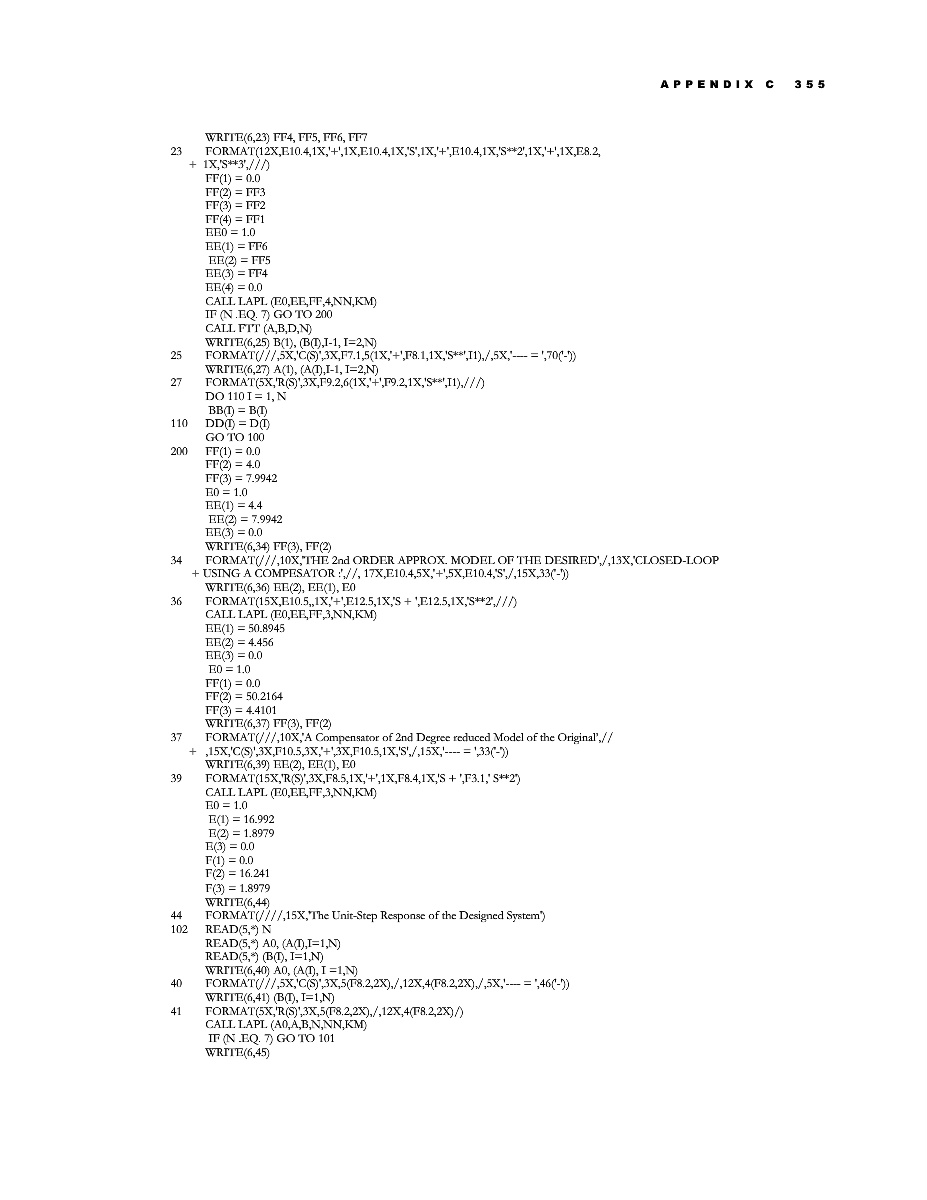 APPENDIX C 355
WRITE(6,23) FF4, FF5, FF6, FF7
23 FORMAT(12X,E10.4,1X,'+',1X,E10.4,1X,'S',1X,'+',E10.4,1X,'S**2',1X,'+',1X,E8.2,
+ 1X,'S**3',///)
FF(1) = 0.0
FF(2) = FF3
FF(3) = FF2
FF(4) = FF1
EE0 = 1.0
EE(1) = FF6
EE(2) = FF5
EE(3) = FF4
EE(4) = 0.0
CALL LAPL (E0,EE,FF,4,NN,KM)
IF (N .EQ. 7) GO TO 200
CALL FTT (A,B,D,N)
WRITE(6,25) B(1), (B(I),I-1, I=2,N)
25 FORMAT(///,5X,'C(S)',3X,F7.1,5(1X,'+',F8.1,1X,'S**',I1),/,5X,'---- = ',70('-'))
WRITE(6,27) A(1), (A(I),I-1, I=2,N)
27 FORMAT(5X,'R(S)',3X,F9.2,6(1X,'+',F9.2,1X,'S**',I1),///)
DO 110 I = 1, N
BB(I) = B(I)
110 DD(I) = D(I)
GO TO 100
200 FF(1) = 0.0
FF(2) = 4.0
FF(3) = 7.9942
E0 = 1.0
EE(1) = 4.4
EE(2) = 7.9942
EE(3) = 0.0
WRITE(6,34) FF(3), FF(2)
34 FORMAT(///,10X,'THE 2nd ORDER APPROX. MODEL OF THE DESIRED',/,13X,'CLOSED-LOOP
+ USING A COMPESATOR :',//, 17X,E10.4,5X,'+',5X,E10.4,'S',/,15X,33('-'))
WRITE(6,36) EE(2), EE(1), E0
36 FORMAT(15X,E10.5,,1X,'+',E12.5,1X,'S + ',E12.5,1X,'S**2',///)
CALL LAPL (E0,EE,FF,3,NN,KM)
EE(1) = 50.8945
EE(2) = 4.456
EE(3) = 0.0
E0 = 1.0
FF(1) = 0.0
FF(2) = 50.2164
FF(3) = 4.4101
WRITE(6,37) FF(3), FF(2)
37 FORMAT(///,10X,'A Compensator of 2nd Degree reduced Model of the Original',//
+ ,15X,'C(S)',3X,F10.5,3X,'+',3X,F10.5,1X,'S',/,15X,'---- = ',33('-'))
WRITE(6,39) EE(2), EE(1), E0
39 FORMAT(15X,'R(S)',3X,F8.5,1X,'+',1X,F8.4,1X,'S + ',F3.1,' S**2')
CALL LAPL (E0,EE,FF,3,NN,KM)
E0 = 1.0
E(1) = 16.992
E(2) = 1.8979
E(3) = 0.0
F(1) = 0.0
F(2) = 16.241
F(3) = 1.8979
WRITE(6,44)
44 FORMAT(////,15X,'The Unit-Step Response of the Designed System')
102 READ(5,*) N
READ(5,*) A0, (A(I),I=1,N)
READ(5,*) (B(I), I=1,N)
WRITE(6,40) A0, (A(I), I =1,N)
40 FORMAT(///,5X,'C(S)',3X,5(F8.2,2X),/,12X,4(F8.2,2X),/,5X,'---- = ',46('-'))
WRITE(6,41) (B(I), I=1,N)
41 FORMAT(5X,'R(S)',3X,5(F8.2,2X),/,12X,4(F8.2,2X)/)
CALL LAPL (A0,A,B,N,NN,KM)
IF (N .EQ. 7) GO TO 101
WRITE(6,45)